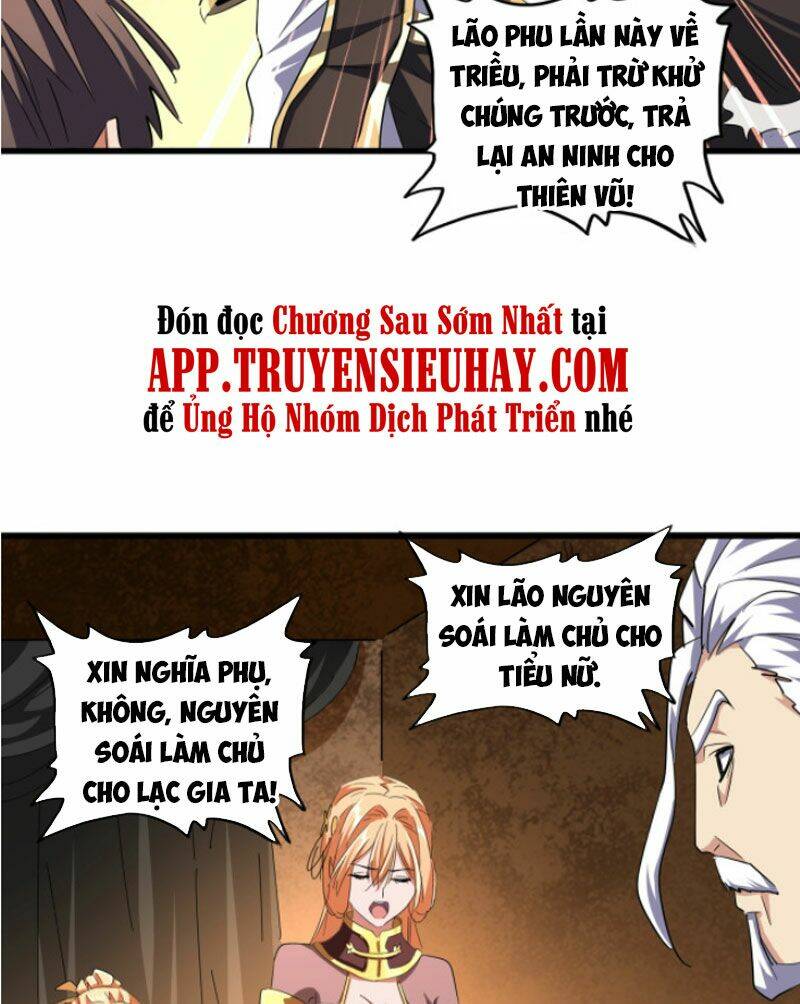 LÃO PHU LẦN NÀY VỀ
TRIỀU, PHẢI TRỪ KHỬ
CHÚNG TRƯỚC, TRẢ
LẠI AN NINH CHO
THIÊN VŨ!
Đón đọc Chương Sau Sớm Nhất tại
APP.TRUYENSIEUHAY.COM
để Ủng Hộ Nhóm Dịch Phát Triển nhé
XIN LÃO NGUYÊN
SOÁI LÀM CHỦ CHO
TIỂU NỮ.
XIN NGHĨA PHỤ,
KHÔNG, NGUYÊN
SOÁI LÀM CHỦ
CHO LẠC GIA TA!